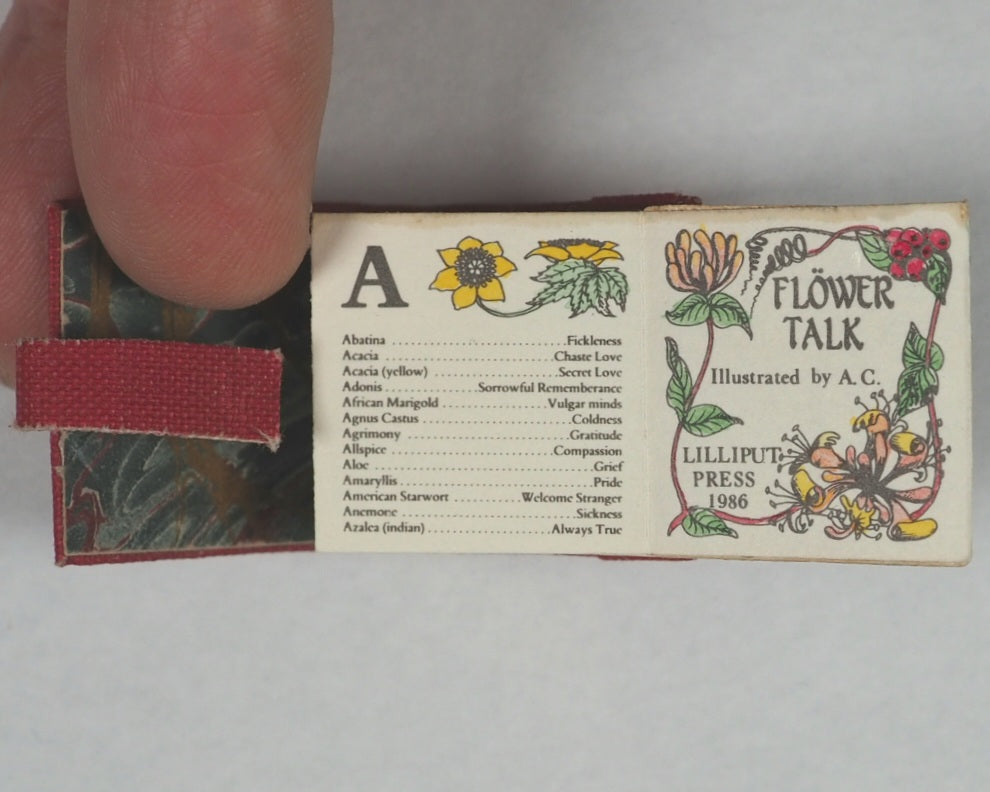 A
Abatina ........................................ Fickleness
Acacia ........................................ Chaste Love
Acacia (yellow) ........................................ Secret Love
Adonis ........................................ Sorrowful Rememberance
African Marigold ........................................ Vulgar minds
Agnus Castus ........................................ Coldness
Agrimony ........................................ Gratitude
Allspice ........................................ Compassion
Aloe ........................................ Grief
Amaryllis ........................................ Pride
American Starwort ........................................ Welcome Stranger
Anemone ........................................ Sickness
Azalea (indian) ........................................ Always True
FLÖWER
TALK
Illustrated by A.C.
LILLIPUT
PRESS
1986